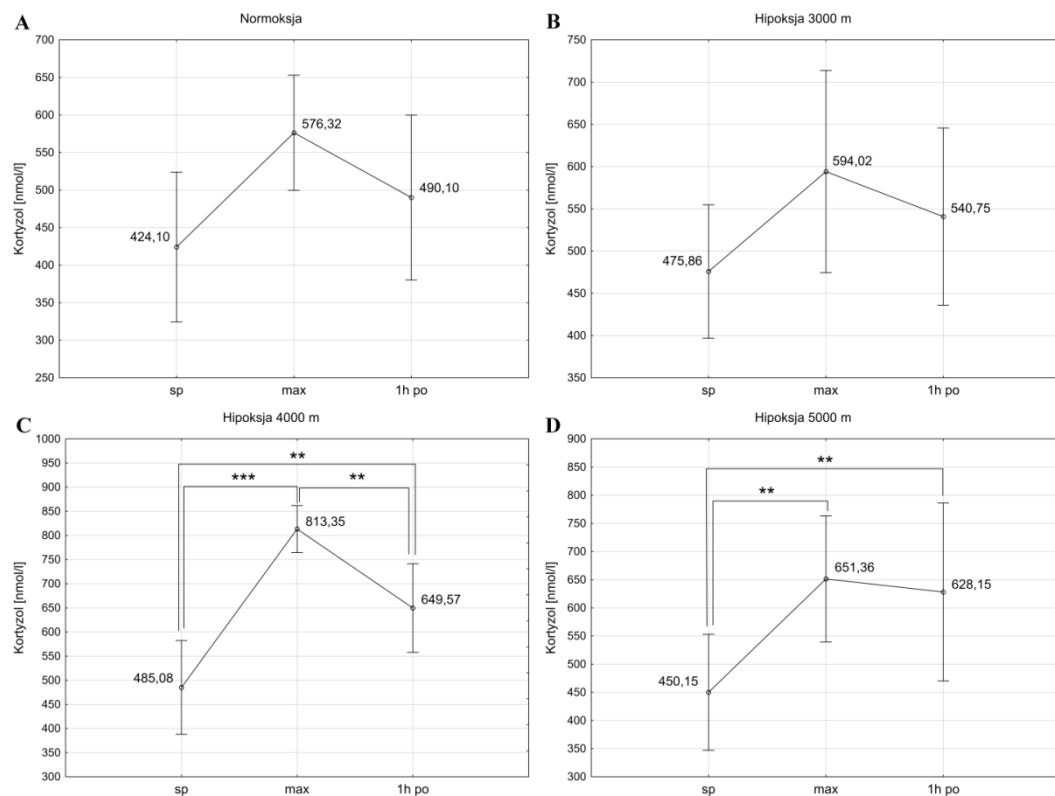 A
Normoksja
Kortyzol [nmol/l]
700
650
600
550
500
450
400
350
300
250
424,10
576,32
490,10
sp
max
1h po
B
Hipoksja 3000 m
Kortyzol [nmol/l]
750
700
650
600
550
500
450
400
350
475,86
594,02
540,75
sp
max
1h po
C
Hipoksja 4000 m
Kortyzol [nmol/l]
1000
950
900
850
800
750
700
650
600
550
500
450
400
350
300
**
***
**
485,08
813,35
649,57
sp
max
1h po
D
Hipoksja 5000 m
Kortyzol [nmol/l]
900
850
800
750
700
650
600
550
500
450
400
350
300
**
**
450,15
651,36
628,15
sp
max
1h po